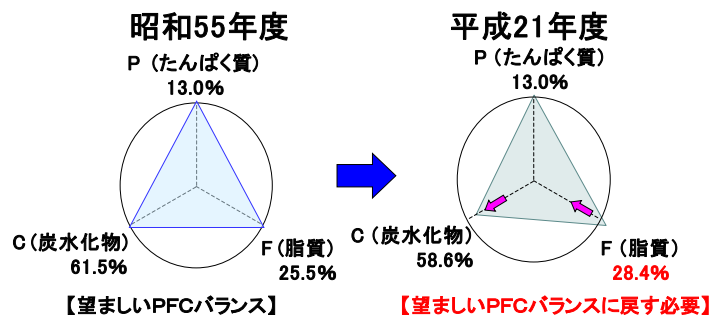 昭和55年度
P（たんぱく質）
13.0%
C（炭水化物）
61.5%
F（脂質）
25.5%
【望ましいPFCバランス】
平成21年度
P（たんぱく質）
13.0%
C（炭水化物）
58.6%
F（脂質）
28.4%
【望ましいPFCバランスに戻す必要】